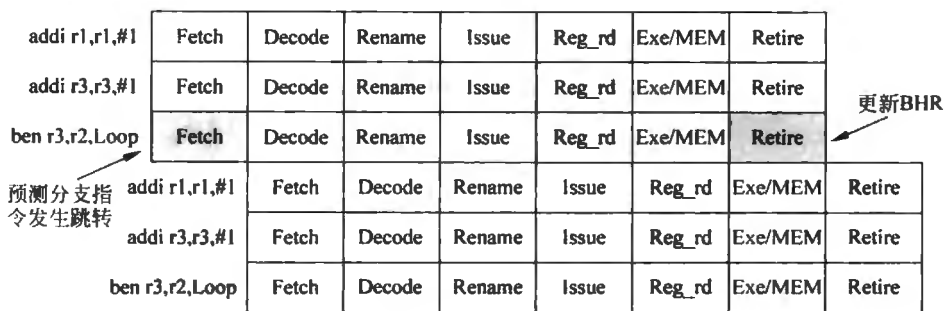 addi r1,r1,#1 Fetch Decode Rename Issue Reg_rd Exe/MEM Retire
addi r3,r3,#1 Fetch Decode Rename Issue Reg_rd Exe/MEM Retire
更新BHR
ben r3,r2,Loop Fetch Decode Rename Issue Reg_rd Exe/MEM Retire
预测分支指
令发生跳转
addi r1,r1,#1 Fetch Decode Rename Issue Reg_rd Exe/MEM Retire
addi r3,r3,#1 Fetch Decode Rename Issue Reg_rd Exe/MEM Retire
ben r3,r2,Loop Fetch Decode Rename Issue Reg_rd Exe/MEM Retire